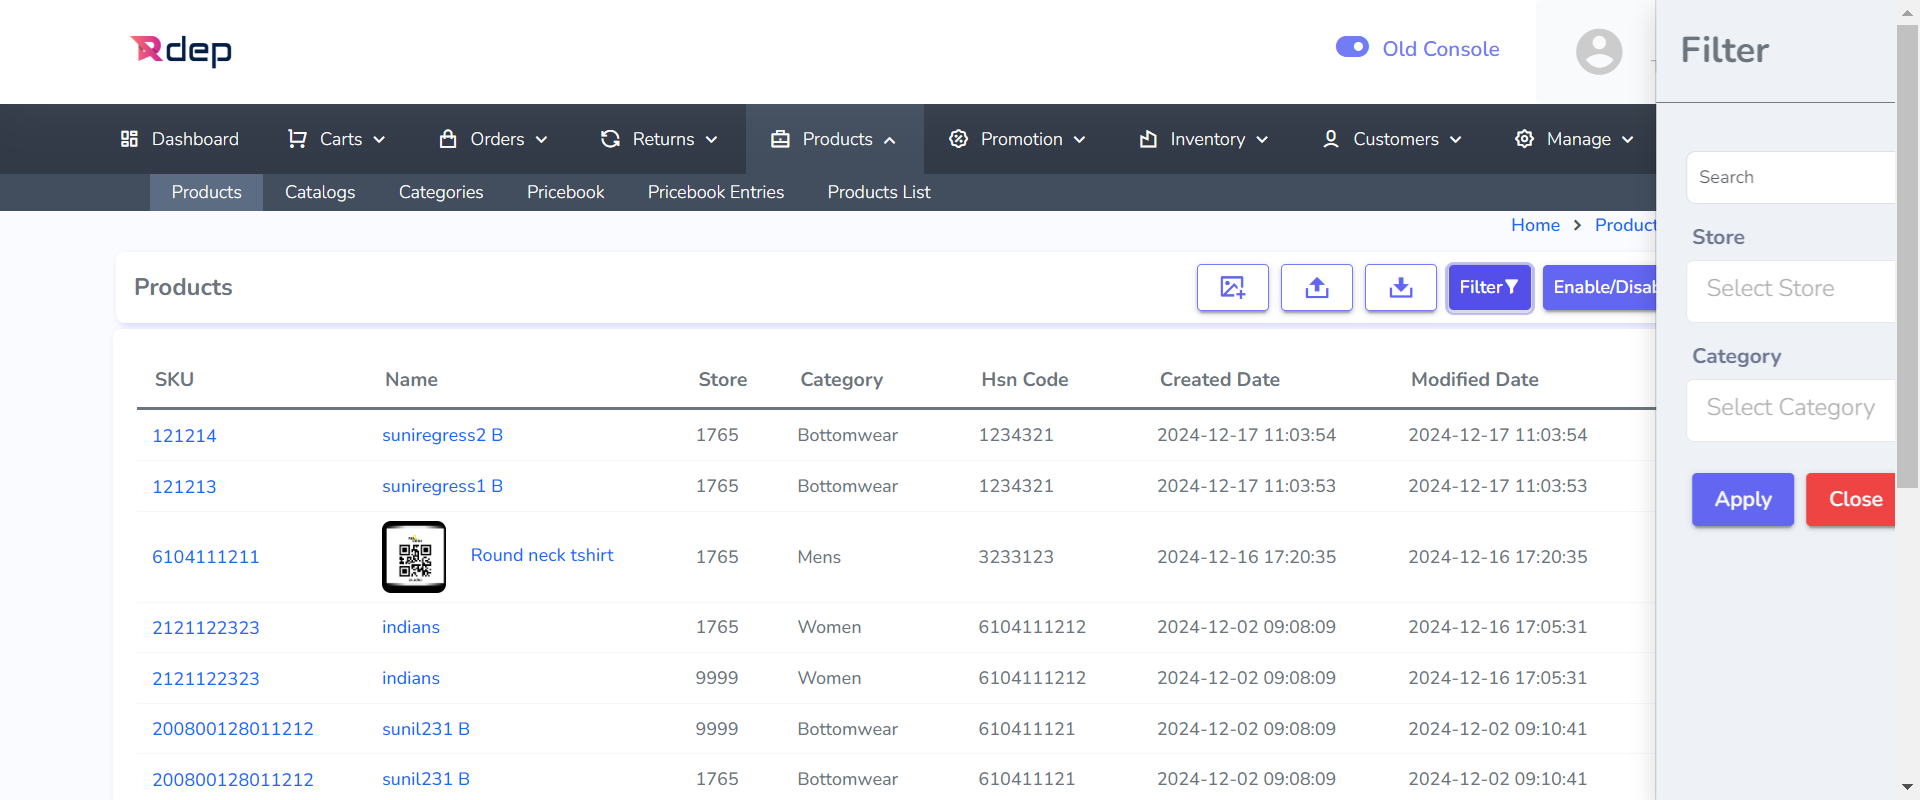 Rdep
Old Console
Filter
Dashboard
Carts
Orders
Returns
Products
Promotion
Inventory
Customers
Manage
Products
Catalogs
Categories
Pricebook
Pricebook Entries
Products List
Home > Product
Products
Filter
Enable/Disab
Search
Store
Select Store
Category
Select Category
Apply
Close
SKU Name Store Category Hsn Code Created Date Modified Date
121214 suniregress2 B 1765 Bottomwear 1234321 2024-12-17 11:03:54 2024-12-17 11:03:54
121213 suniregress1 B 1765 Bottomwear 1234321 2024-12-17 11:03:53 2024-12-17 11:03:53
6104111211 Round neck tshirt 1765 Mens 3233123 2024-12-16 17:20:35 2024-12-16 17:20:35
2121122323 indians 1765 Women 6104111212 2024-12-02 09:08:09 2024-12-16 17:05:31
2121122323 indians 9999 Women 6104111212 2024-12-02 09:08:09 2024-12-16 17:05:31
200800128011212 sunil231 B 9999 Bottomwear 610411121 2024-12-02 09:08:09 2024-12-02 09:10:41
200800128011212 sunil231 B 1765 Bottomwear 610411121 2024-12-02 09:08:09 2024-12-02 09:10:41